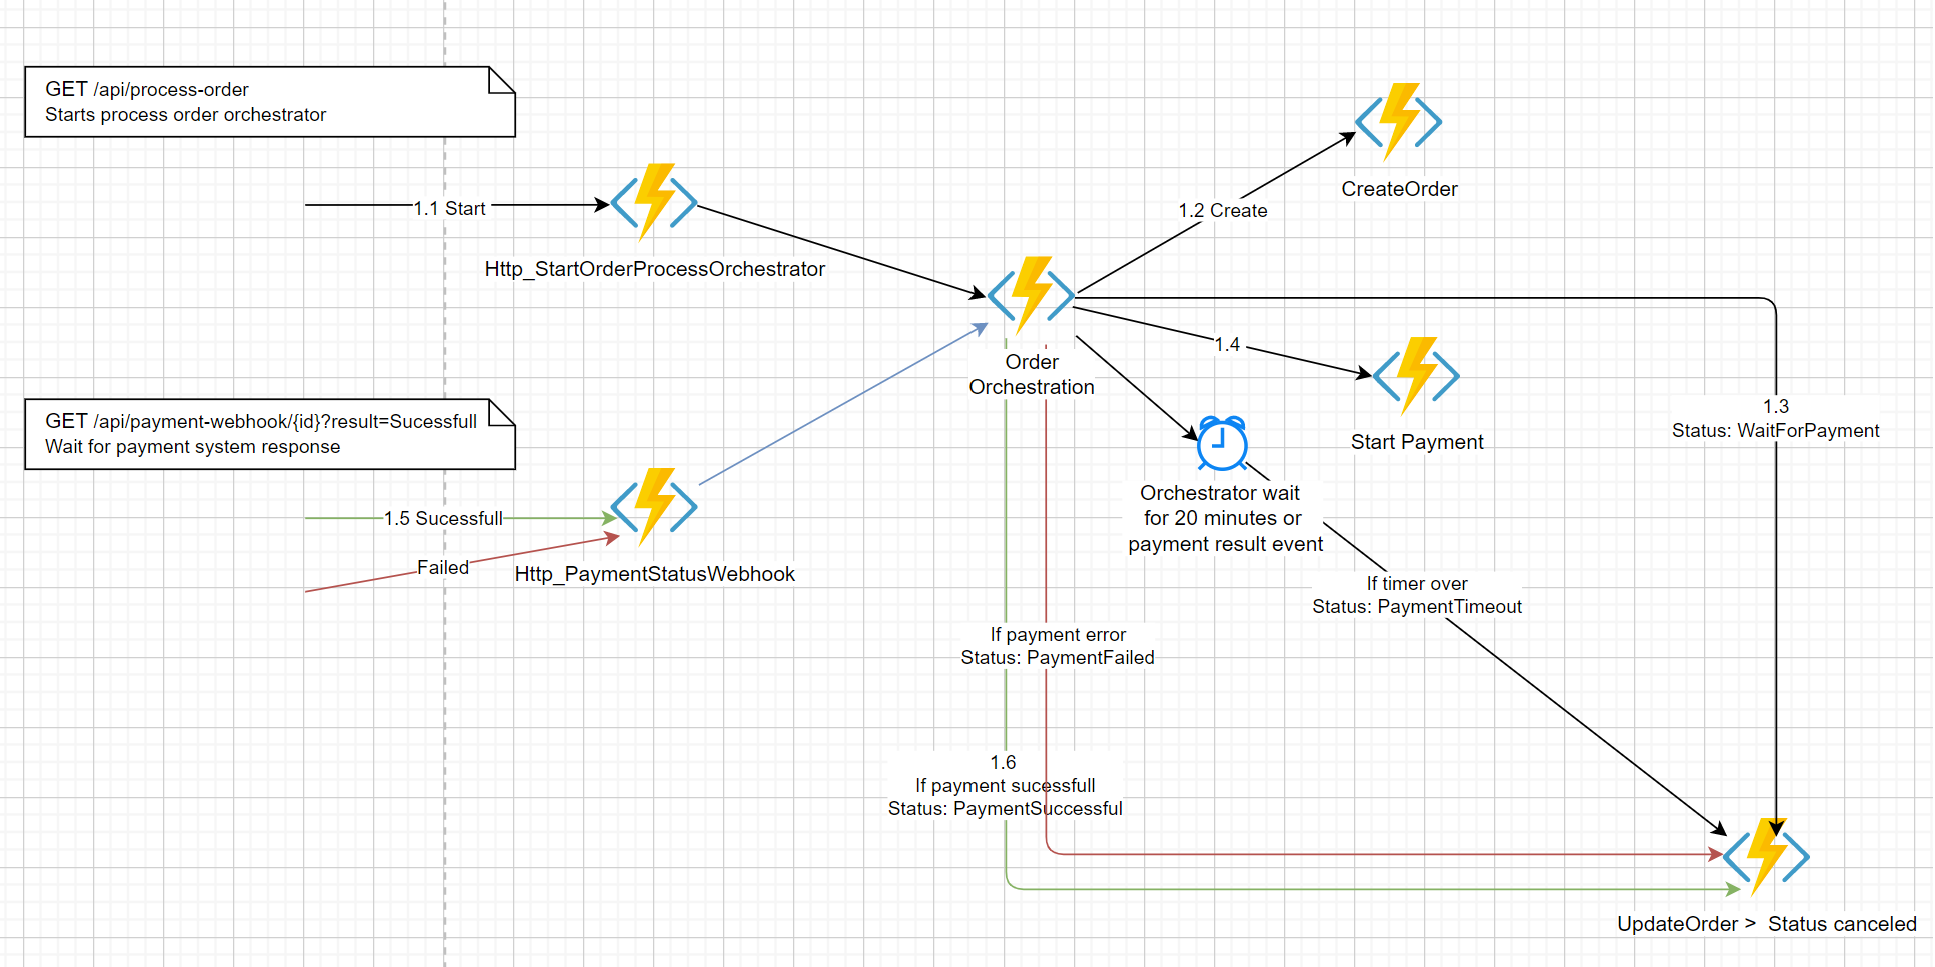 GET /api/process-order
Starts process order orchestrator
CreateOrder
1.1 Start
1.2 Create
Http_StartOrderProcessOrchestrator
1.4
Order
Orchestration
1.3
Status: WaitForPayment
GET /api/payment-webhook/{id}?result=Sucessfull
Wait for payment system response
Start Payment
Orchestrator wait
for 20 minutes or
payment result event
1.5 Sucessfull
Failed
Http_PaymentStatusWebhook
If timer over
Status: PaymentTimeout
If payment error
Status: PaymentFailed
1.6
If payment sucessfull
Status: PaymentSuccessful
UpdateOrder > Status canceled